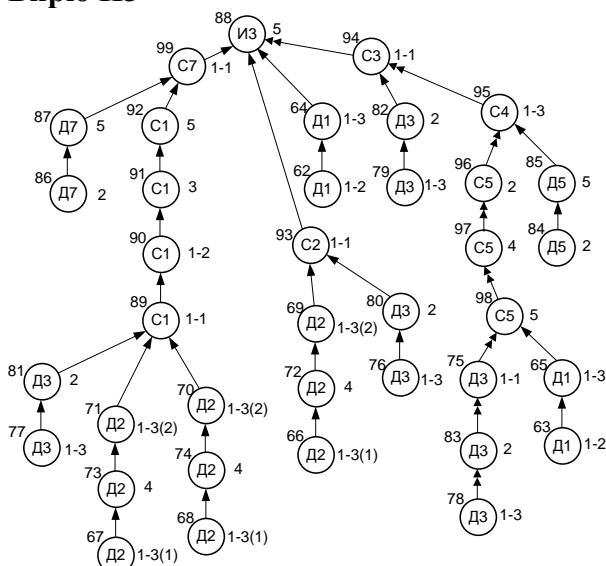 88 И3 5
94 С3 1-1
99 С7 1-1
95 С4 1-3
87 Д7 5
92 С1 5
64 Д1 1-3
82 Д3 2
86 Д7 2
91 С1 3
62 Д1 1-2
79 Д3 1-3
96 С5 2
85 Д5 5
90 С1 1-2
93 С2 1-1
97 С5 4
84 Д5 2
89 С1 1-1
69 Д2 1-3(2)
80 Д3 2
98 С5 5
81 Д3 2
71 Д2 1-3(2)
70 Д2 1-3(2)
72 Д2 4
76 Д3 1-3
75 Д3 1-1
65 Д1 1-3
77 Д3 1-3
73 Д2 4
74 Д2 4
66 Д2 1-3(1)
83 Д3 2
63 Д1 1-2
67 Д2 1-3(1)
68 Д2 1-3(1)
78 Д3 1-3